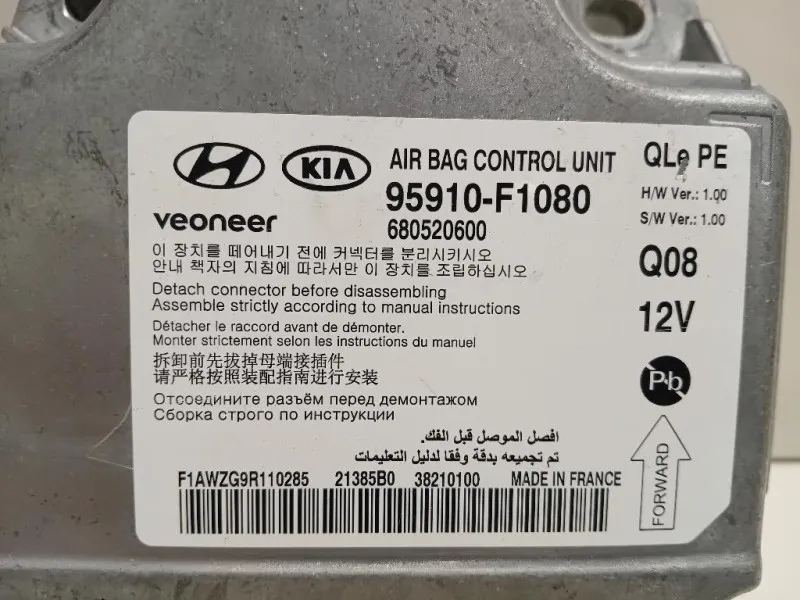 KIA
AIR BAG CONTROL UNIT
QLe PE
95910-F1080
H/W Ver.: 1.00
veoneer
680520600
S/W Ver.: 1.00
이 장치를 떼어내기 전에 커넥터를 분리시키시오
안내 책자의 지침에 따라서만 이 장치를 조립하십시오
Q08
Detach connector before disassembling
Assemble strictly according to manual instructions
12V
Détacher le raccord avant de démonter.
Monter strictement selon les instructions du manuel
拆卸前先拔掉母端接插件
请严格按照装配指南进行安装
Pb
Отсоедините разъём перед демонтажом
Сборка строго по инструкции
افصل الموصل قبل الفك.
تم تجميعه بدقة وفقا لدليل التعليمات
FORWARD
F1AWZG9R110285 21385B0 38210100 MADE IN FRANCE